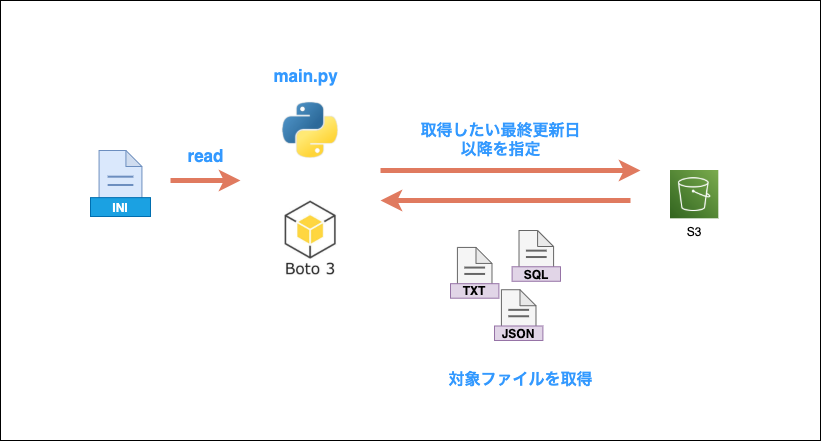 main.py
取得したい最終更新日
以降を指定
read
INI
Boto 3
S3
SQL
TXT
JSON
対象ファイルを取得